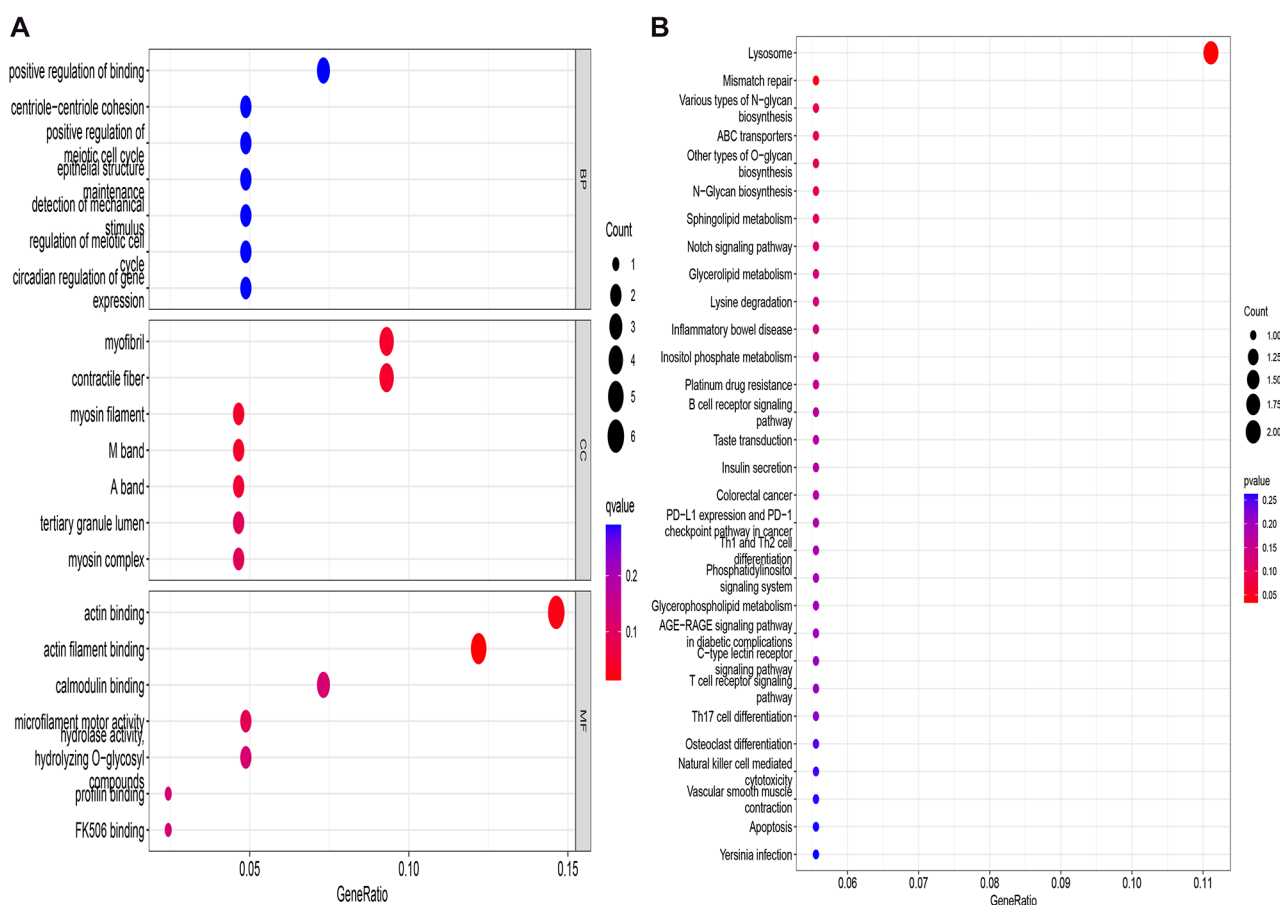 A
positive regulation of binding
centriole−centriole cohesion
positive regulation of
meiotic cell cycle
epithelial structure
maintenance
detection of mechanical
stimulus
regulation of meiotic cell
cycle
circadian regulation of gene
expression
BP
myofibril
contractile fiber
myosin filament
M band
A band
tertiary granule lumen
myosin complex
CC
actin binding
actin filament binding
calmodulin binding
microfilament motor activity
hydrolase activity,
hydrolyzing O−glycosyl
compounds
profilin binding
FK506 binding
MF
0.05
0.10
0.15
GeneRatio
Count
1
2
3
4
5
6
qvalue
0.2
0.1
B
Lysosome
Mismatch repair
Various types of N−glycan
biosynthesis
ABC transporters
Other types of O−glycan
biosynthesis
N−Glycan biosynthesis
Sphingolipid metabolism
Notch signaling pathway
Glycerolipid metabolism
Lysine degradation
Inflammatory bowel disease
Inositol phosphate metabolism
Platinum drug resistance
B cell receptor signaling
pathway
Taste transduction
Insulin secretion
Colorectal cancer
PD−L1 expression and PD−1
checkpoint pathway in cancer
Th1 and Th2 cell
differentiation
Phosphatidylinositol
signaling system
Glycerophospholipid metabolism
AGE−RAGE signaling pathway
in diabetic complications
C−type lectin receptor
signaling pathway
T cell receptor signaling
pathway
Th17 cell differentiation
Osteoclast differentiation
Natural killer cell mediated
cytotoxicity
Vascular smooth muscle
contraction
Apoptosis
Yersinia infection
0.06
0.07
0.08
0.09
0.10
0.11
GeneRatio
Count
1.00
1.25
1.50
1.75
2.00
pvalue
0.25
0.20
0.15
0.10
0.05